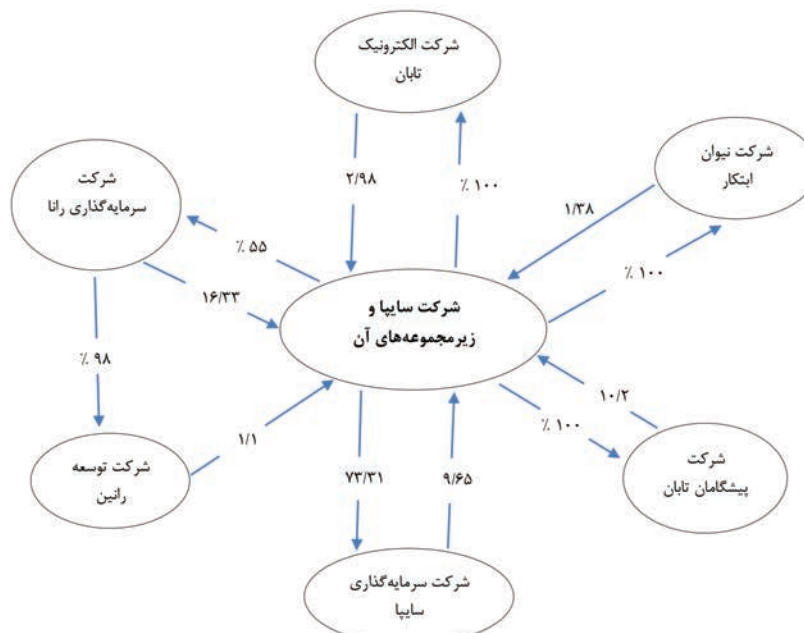 شرکت الکترونیک
تابان
شرکت نیوان
ابتکار
شرکت
سرمایه‌گذاری رانا
۲/۹۸
٪ ۱۰۰
۱/۳۸
٪ ۵۵
٪ ۱۰۰
۱۶/۳۳
شرکت سایپا و
زیرمجموعه‌های آن
٪ ۹۸
۱۰/۲
٪ ۱۰۰
۱/۱
شرکت توسعه
رانین
۷۳/۳۱
۹/۶۵
شرکت
پیشگامان تابان
شرکت سرمایه‌گذاری
سایپا